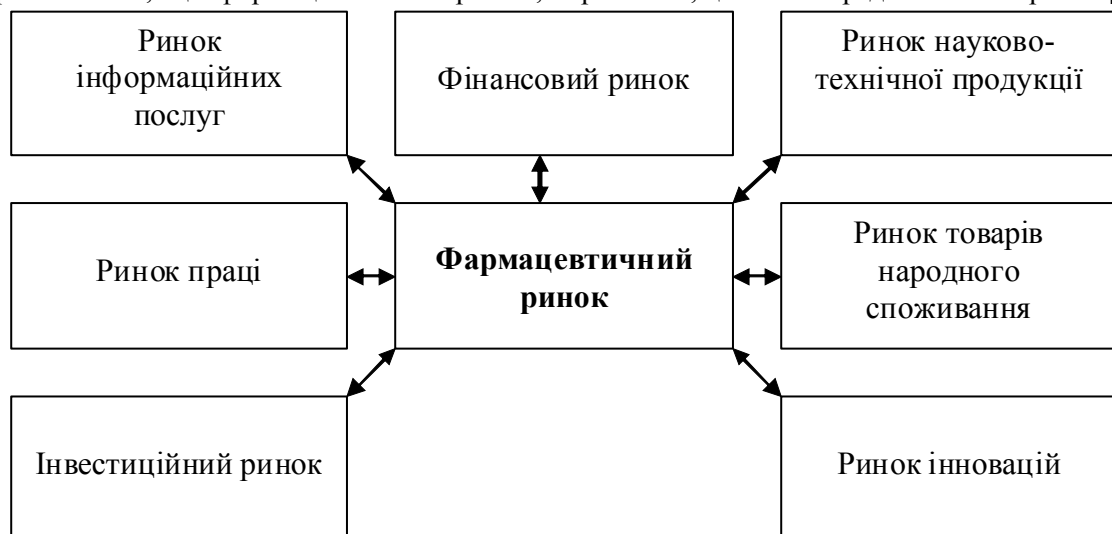 Ринок
інформаційних
послуг
Фінансовий ринок
Ринок науково-
технічної продукції
Ринок праці
Фармацевтичний
ринок
Ринок товарів
народного
споживання
Інвестиційний ринок
Ринок інновацій